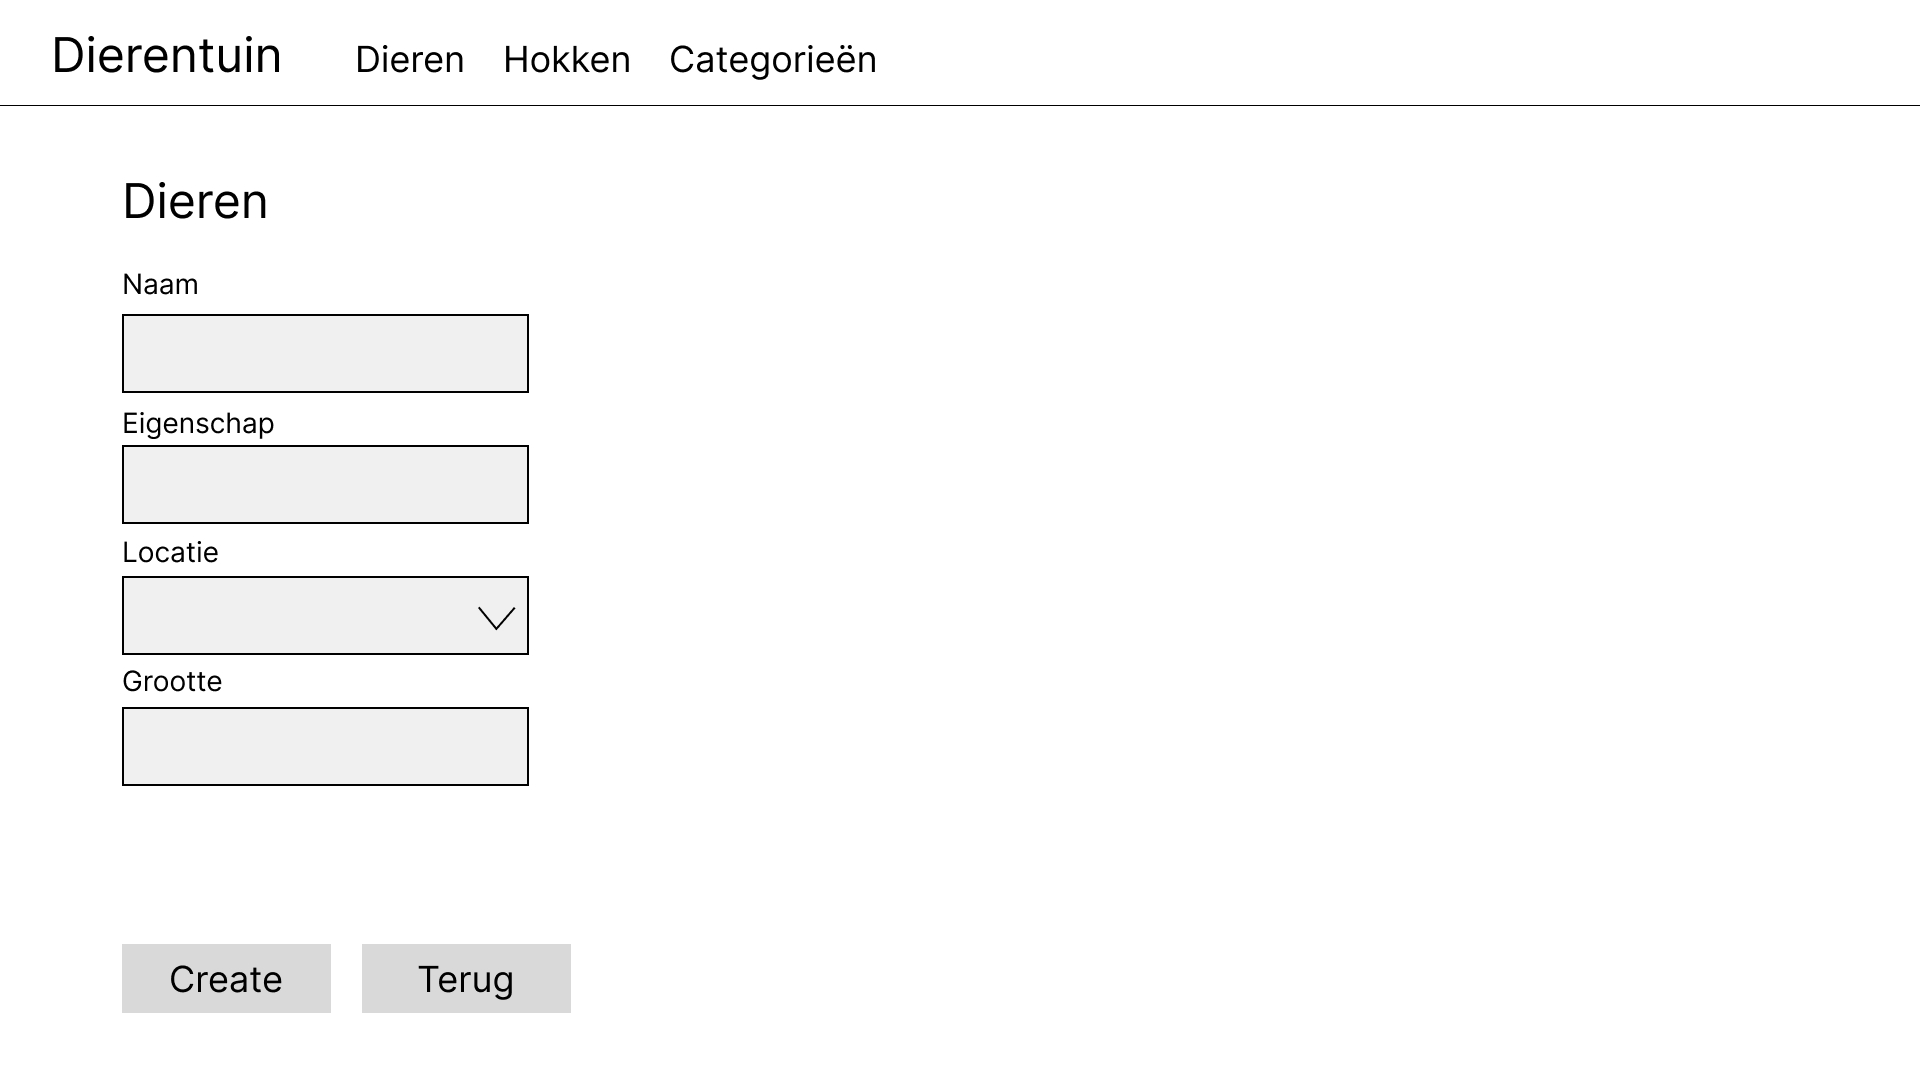 Dierentuin Dieren Hokken Categorieën
Dieren
Naam
Eigenschap
Locatie
Grootte
Create Terug